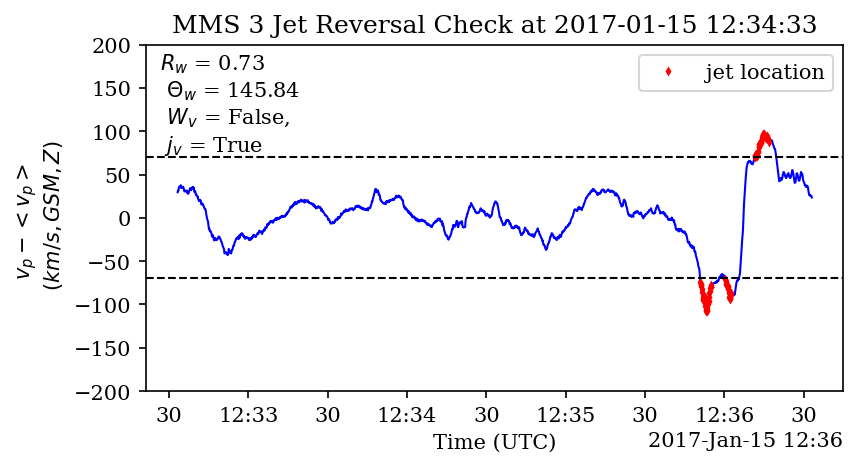 MMS 3 Jet Reversal Check at 2017-01-15 12:34:33
200
150
100
50
0
−50
−100
−150
−200
v_p − < v_p >
(km/s, GSM, Z)
R_w = 0.73
Θ_w = 145.84
W_v = False,
j_v = True
jet location
30 12:33 30 12:34 30 12:35 30 12:36 30
Time (UTC)
2017-Jan-15 12:36